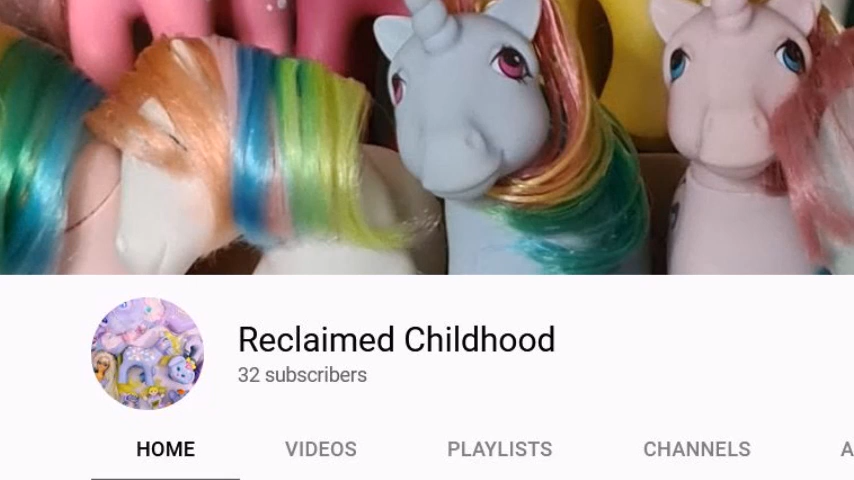 Reclaimed Childhood
32 subscribers
HOME VIDEOS PLAYLISTS CHANNELS A